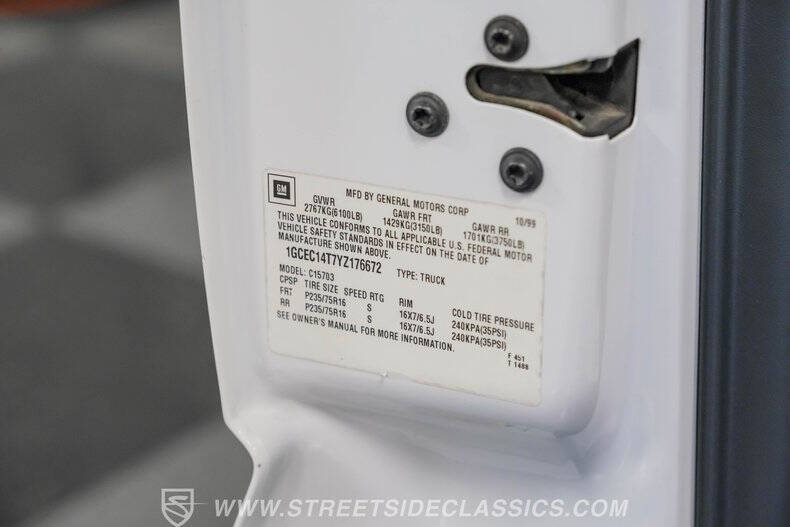 GM
MFD BY GENERAL MOTORS CORP 10/99
GVWR GAWR FRT GAWR RR
2767KG(6100LB) 1429KG(3150LB) 1701KG(3750LB)
THIS VEHICLE CONFORMS TO ALL APPLICABLE U.S. FEDERAL MOTOR
VEHICLE SAFETY STANDARDS IN EFFECT ON THE DATE OF
MANUFACTURE SHOWN ABOVE.
1GCEC14T7YZ176672 TYPE: TRUCK
MODEL: C15703
CPSP TIRE SIZE SPEED RTG RIM COLD TIRE PRESSURE
FRT P235/75R16 S 16X7/6.5J 240KPA(35PSI)
RR P235/75R16 S 16X7/6.5J 240KPA(35PSI)
SEE OWNER'S MANUAL FOR MORE INFORMATION.
F 451
T 1488
WWW.STREETSIDECLASSICS.COM